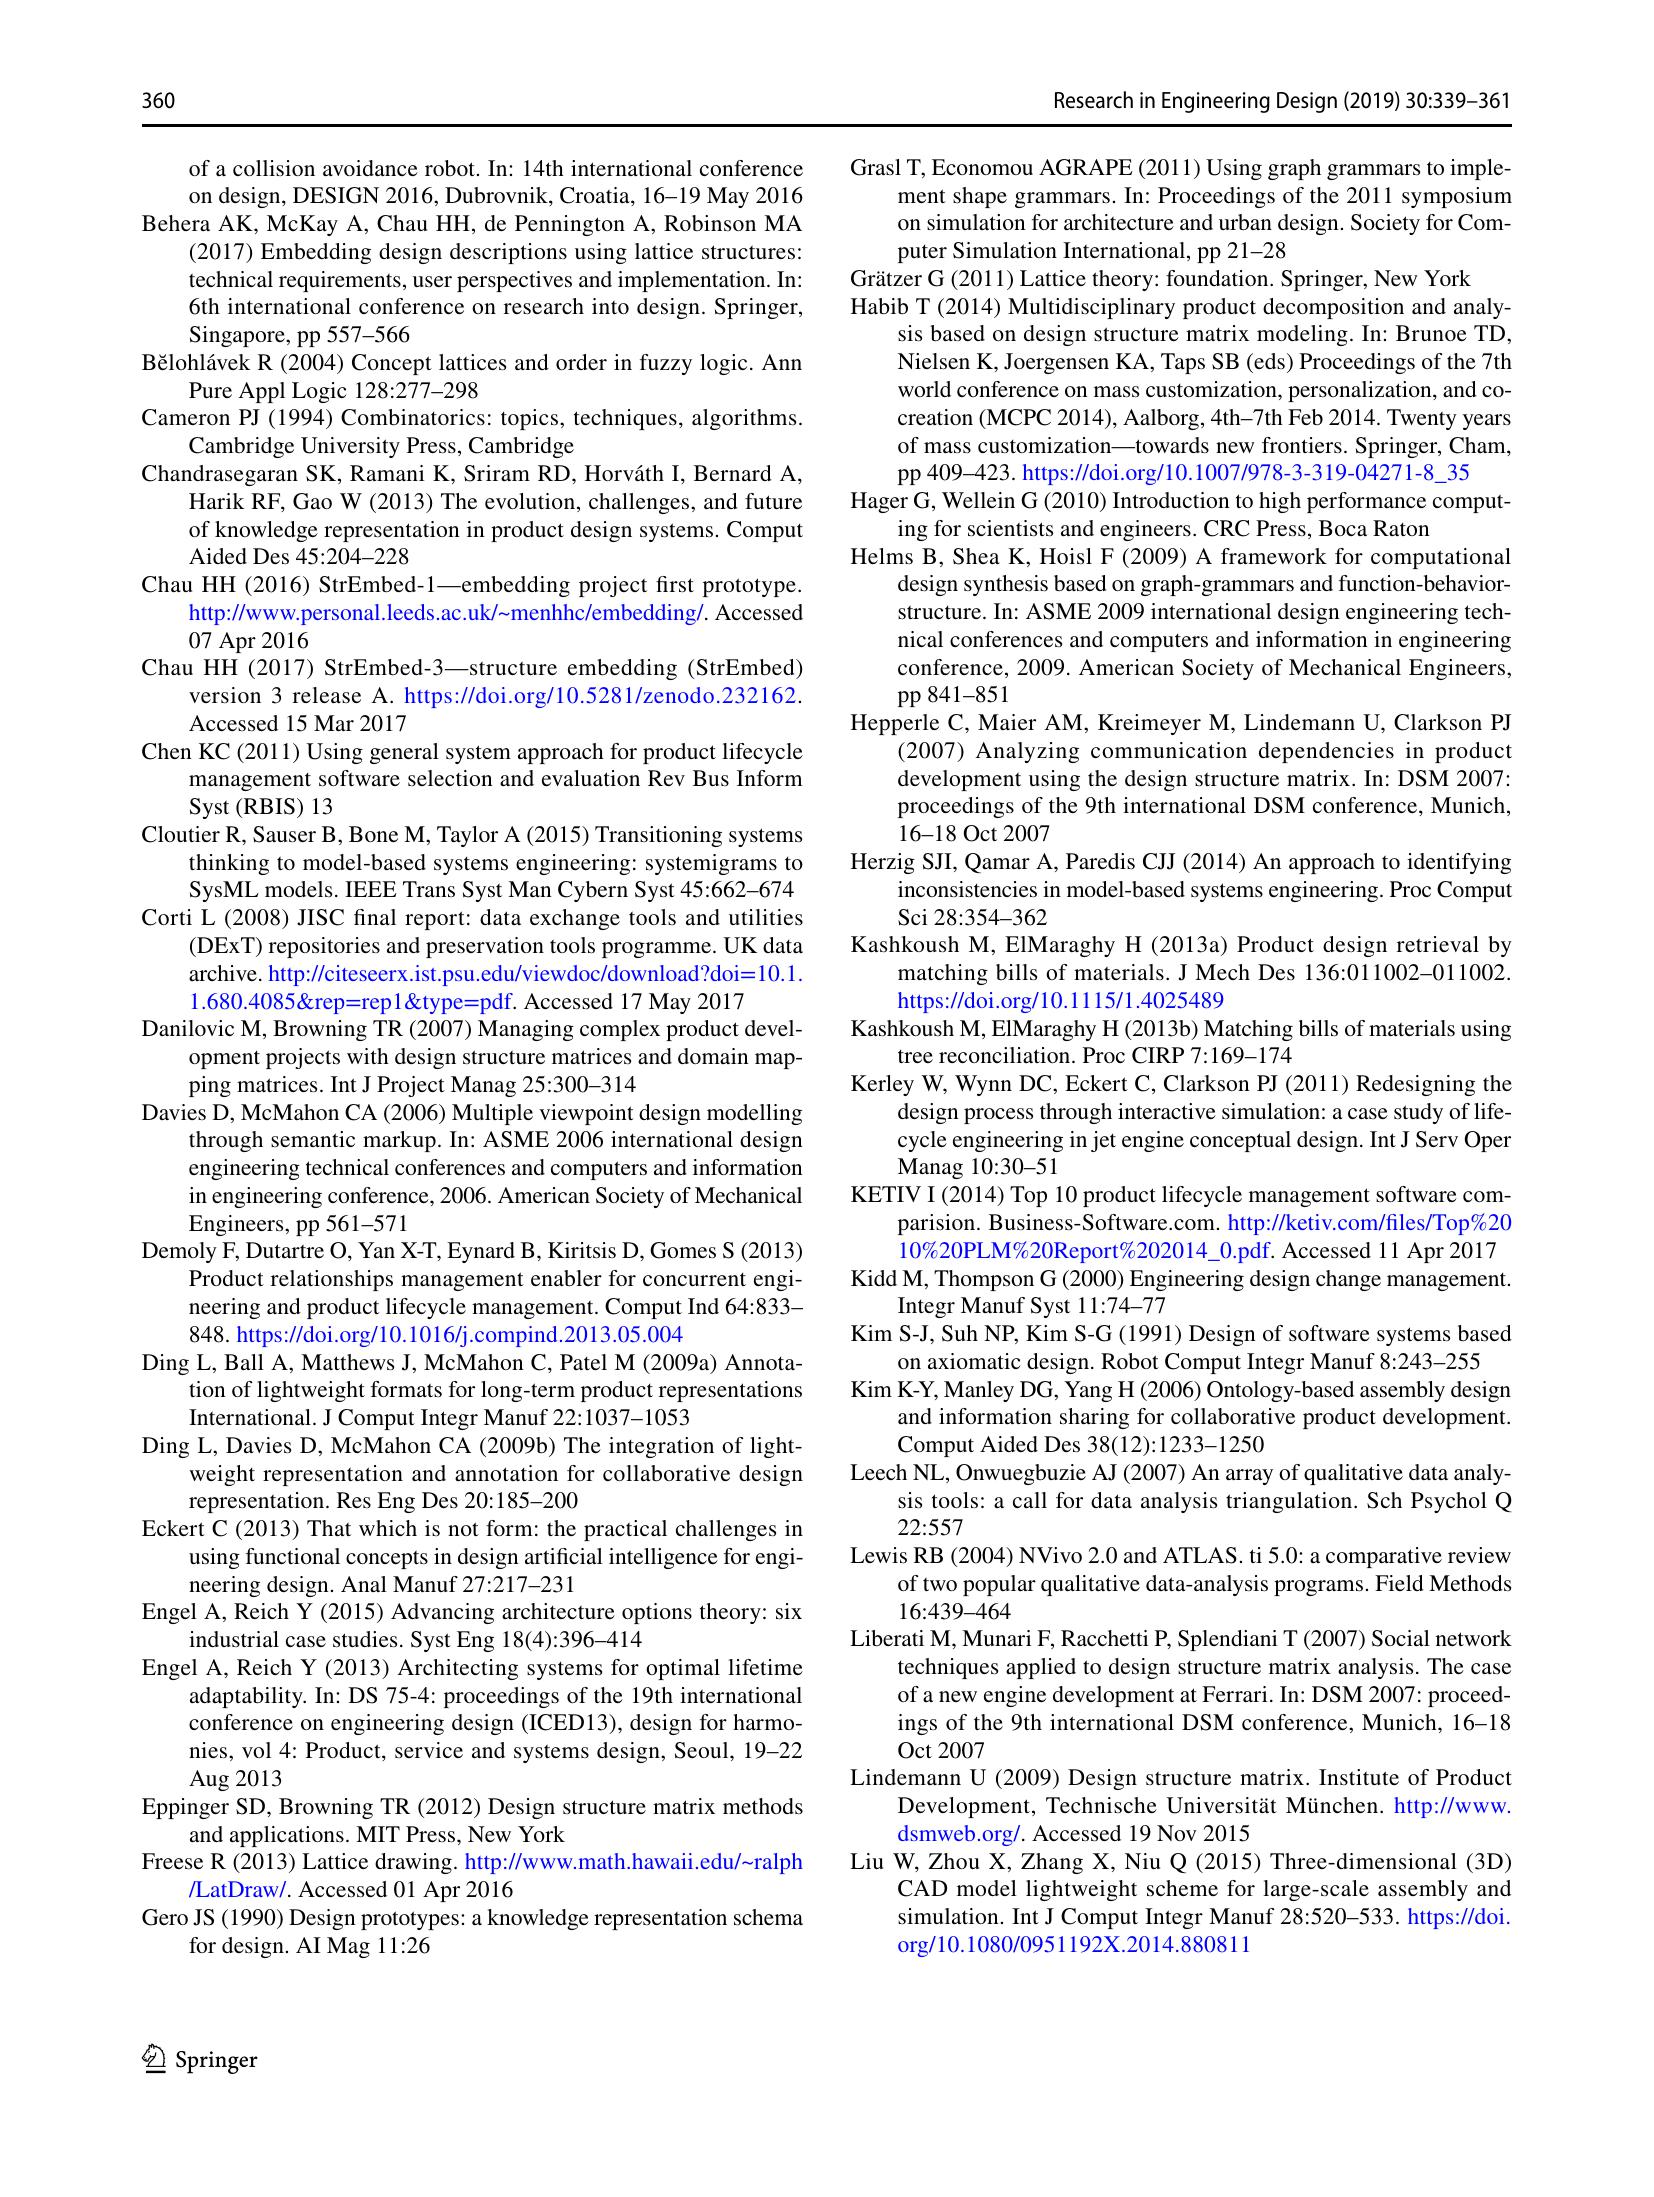 360
Research in Engineering Design (2019) 30:339–361
of a collision avoidance robot. In: 14th international conference
on design, DESIGN 2016, Dubrovnik, Croatia, 16–19 May 2016
Behera AK, McKay A, Chau HH, de Pennington A, Robinson MA
(2017) Embedding design descriptions using lattice structures:
technical requirements, user perspectives and implementation. In:
6th international conference on research into design. Springer,
Singapore, pp 557–566
Bĕlohlávek R (2004) Concept lattices and order in fuzzy logic. Ann
Pure Appl Logic 128:277–298
Cameron PJ (1994) Combinatorics: topics, techniques, algorithms.
Cambridge University Press, Cambridge
Chandrasegaran SK, Ramani K, Sriram RD, Horváth I, Bernard A,
Harik RF, Gao W (2013) The evolution, challenges, and future
of knowledge representation in product design systems. Comput
Aided Des 45:204–228
Chau HH (2016) StrEmbed-1—embedding project first prototype.
http://www.personal.leeds.ac.uk/~menhhc/embedding/. Accessed
07 Apr 2016
Chau HH (2017) StrEmbed-3—structure embedding (StrEmbed)
version 3 release A. https://doi.org/10.5281/zenodo.232162.
Accessed 15 Mar 2017
Chen KC (2011) Using general system approach for product lifecycle
management software selection and evaluation Rev Bus Inform
Syst (RBIS) 13
Cloutier R, Sauser B, Bone M, Taylor A (2015) Transitioning systems
thinking to model-based systems engineering: systemigrams to
SysML models. IEEE Trans Syst Man Cybern Syst 45:662–674
Corti L (2008) JISC final report: data exchange tools and utilities
(DExT) repositories and preservation tools programme. UK data
archive. http://citeseerx.ist.psu.edu/viewdoc/download?doi=10.1.
1.680.4085&rep=rep1&type=pdf. Accessed 17 May 2017
Danilovic M, Browning TR (2007) Managing complex product devel-
opment projects with design structure matrices and domain map-
ping matrices. Int J Project Manag 25:300–314
Davies D, McMahon CA (2006) Multiple viewpoint design modelling
through semantic markup. In: ASME 2006 international design
engineering technical conferences and computers and information
in engineering conference, 2006. American Society of Mechanical
Engineers, pp 561–571
Demoly F, Dutartre O, Yan X-T, Eynard B, Kiritsis D, Gomes S (2013)
Product relationships management enabler for concurrent engi-
neering and product lifecycle management. Comput Ind 64:833–
848. https://doi.org/10.1016/j.compind.2013.05.004
Ding L, Ball A, Matthews J, McMahon C, Patel M (2009a) Annota-
tion of lightweight formats for long-term product representations
International. J Comput Integr Manuf 22:1037–1053
Ding L, Davies D, McMahon CA (2009b) The integration of light-
weight representation and annotation for collaborative design
representation. Res Eng Des 20:185–200
Eckert C (2013) That which is not form: the practical challenges in
using functional concepts in design artificial intelligence for engi-
neering design. Anal Manuf 27:217–231
Engel A, Reich Y (2015) Advancing architecture options theory: six
industrial case studies. Syst Eng 18(4):396–414
Engel A, Reich Y (2013) Architecting systems for optimal lifetime
adaptability. In: DS 75-4: proceedings of the 19th international
conference on engineering design (ICED13), design for harmo-
nies, vol 4: Product, service and systems design, Seoul, 19–22
Aug 2013
Eppinger SD, Browning TR (2012) Design structure matrix methods
and applications. MIT Press, New York
Freese R (2013) Lattice drawing. http://www.math.hawaii.edu/~ralph
/LatDraw/. Accessed 01 Apr 2016
Gero JS (1990) Design prototypes: a knowledge representation schema
for design. AI Mag 11:26
Grasl T, Economou AGRAPE (2011) Using graph grammars to imple-
ment shape grammars. In: Proceedings of the 2011 symposium
on simulation for architecture and urban design. Society for Com-
puter Simulation International, pp 21–28
Grätzer G (2011) Lattice theory: foundation. Springer, New York
Habib T (2014) Multidisciplinary product decomposition and analy-
sis based on design structure matrix modeling. In: Brunoe TD,
Nielsen K, Joergensen KA, Taps SB (eds) Proceedings of the 7th
world conference on mass customization, personalization, and co-
creation (MCPC 2014), Aalborg, 4th–7th Feb 2014. Twenty years
of mass customization—towards new frontiers. Springer, Cham,
pp 409–423. https://doi.org/10.1007/978-3-319-04271-8_35
Hager G, Wellein G (2010) Introduction to high performance comput-
ing for scientists and engineers. CRC Press, Boca Raton
Helms B, Shea K, Hoisl F (2009) A framework for computational
design synthesis based on graph-grammars and function-behavior-
structure. In: ASME 2009 international design engineering tech-
nical conferences and computers and information in engineering
conference, 2009. American Society of Mechanical Engineers,
pp 841–851
Hepperle C, Maier AM, Kreimeyer M, Lindemann U, Clarkson PJ
(2007) Analyzing communication dependencies in product
development using the design structure matrix. In: DSM 2007:
proceedings of the 9th international DSM conference, Munich,
16–18 Oct 2007
Herzig SJI, Qamar A, Paredis CJJ (2014) An approach to identifying
inconsistencies in model-based systems engineering. Proc Comput
Sci 28:354–362
Kashkoush M, ElMaraghy H (2013a) Product design retrieval by
matching bills of materials. J Mech Des 136:011002–011002.
https://doi.org/10.1115/1.4025489
Kashkoush M, ElMaraghy H (2013b) Matching bills of materials using
tree reconciliation. Proc CIRP 7:169–174
Kerley W, Wynn DC, Eckert C, Clarkson PJ (2011) Redesigning the
design process through interactive simulation: a case study of life-
cycle engineering in jet engine conceptual design. Int J Serv Oper
Manag 10:30–51
KETIV I (2014) Top 10 product lifecycle management software com-
parision. Business-Software.com. http://ketiv.com/files/Top%20
10%20PLM%20Report%202014_0.pdf. Accessed 11 Apr 2017
Kidd M, Thompson G (2000) Engineering design change management.
Integr Manuf Syst 11:74–77
Kim S-J, Suh NP, Kim S-G (1991) Design of software systems based
on axiomatic design. Robot Comput Integr Manuf 8:243–255
Kim K-Y, Manley DG, Yang H (2006) Ontology-based assembly design
and information sharing for collaborative product development.
Comput Aided Des 38(12):1233–1250
Leech NL, Onwuegbuzie AJ (2007) An array of qualitative data analy-
sis tools: a call for data analysis triangulation. Sch Psychol Q
22:557
Lewis RB (2004) NVivo 2.0 and ATLAS. ti 5.0: a comparative review
of two popular qualitative data-analysis programs. Field Methods
16:439–464
Liberati M, Munari F, Racchetti P, Splendiani T (2007) Social network
techniques applied to design structure matrix analysis. The case
of a new engine development at Ferrari. In: DSM 2007: proceed-
ings of the 9th international DSM conference, Munich, 16–18
Oct 2007
Lindemann U (2009) Design structure matrix. Institute of Product
Development, Technische Universität München. http://www.
dsmweb.org/. Accessed 19 Nov 2015
Liu W, Zhou X, Zhang X, Niu Q (2015) Three-dimensional (3D)
CAD model lightweight scheme for large-scale assembly and
simulation. Int J Comput Integr Manuf 28:520–533. https://doi.
org/10.1080/0951192X.2014.880811
Springer